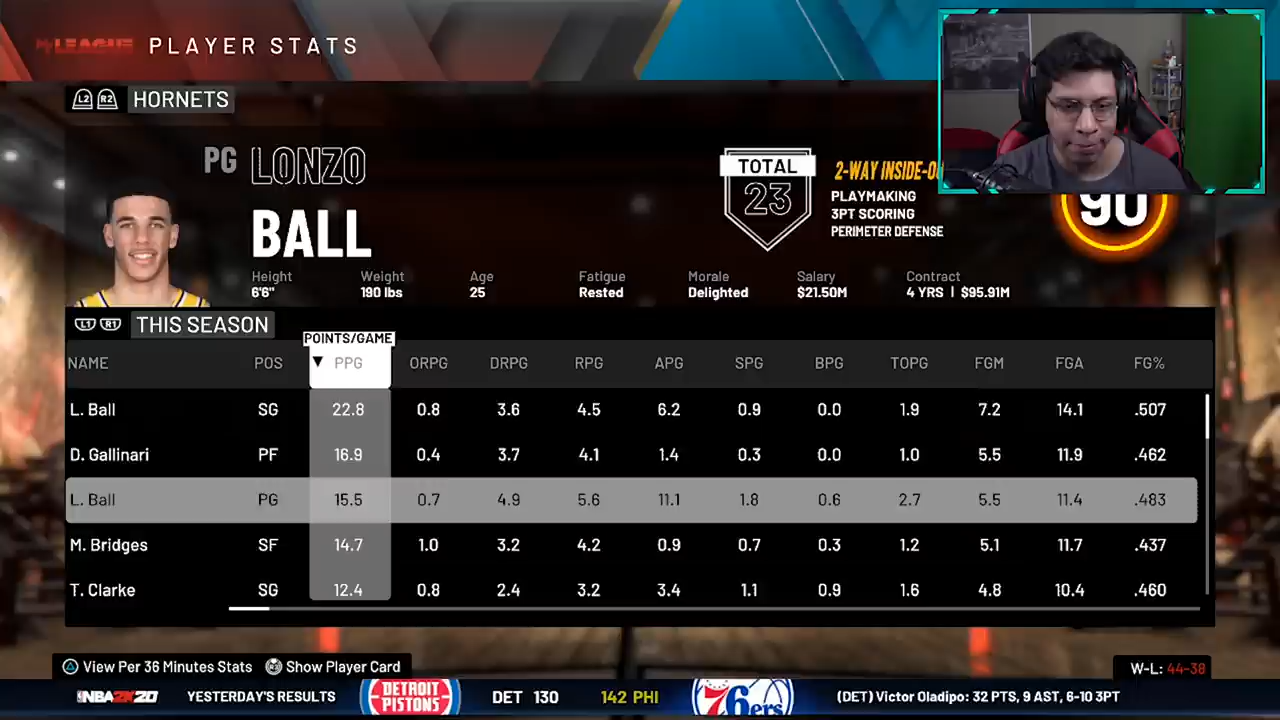 MyLEAGUE PLAYER STATS
L2 R2 HORNETS
PG LONZO
BALL
TOTAL
23
PLAYMAKING
3PT SCORING
PERIMETER DEFENSE
2-WAY INSIDE-OU
90
Height Weight Age Fatigue Morale Salary Contract
6'6" 190 lbs 25 Rested Delighted $21.50M 4 YRS | $95.91M
L1 R1 THIS SEASON
POINTS/GAME
NAME POS ▼ PPG ORPG DRPG RPG APG SPG BPG TOPG FGM FGA FG%
L. Ball SG 22.8 0.8 3.6 4.5 6.2 0.9 0.0 1.9 7.2 14.1 .507
D. Gallinari PF 16.9 0.4 3.7 4.1 1.4 0.3 0.0 1.0 5.5 11.9 .462
L. Ball PG 15.5 0.7 4.9 5.6 11.1 1.8 0.6 2.7 5.5 11.4 .483
M. Bridges SF 14.7 1.0 3.2 4.2 0.9 0.7 0.3 1.2 5.1 11.7 .437
T. Clarke SG 12.4 0.8 2.4 3.2 3.4 1.1 0.9 1.6 4.8 10.4 .460
View Per 36 Minutes Stats R3 Show Player Card
W-L: 44-38
NBA2K20 YESTERDAY'S RESULTS DETROIT PISTONS DET 130 142 PHI 76ers (DET) Victor Oladipo: 32 PTS, 9 AST, 6-10 3PT